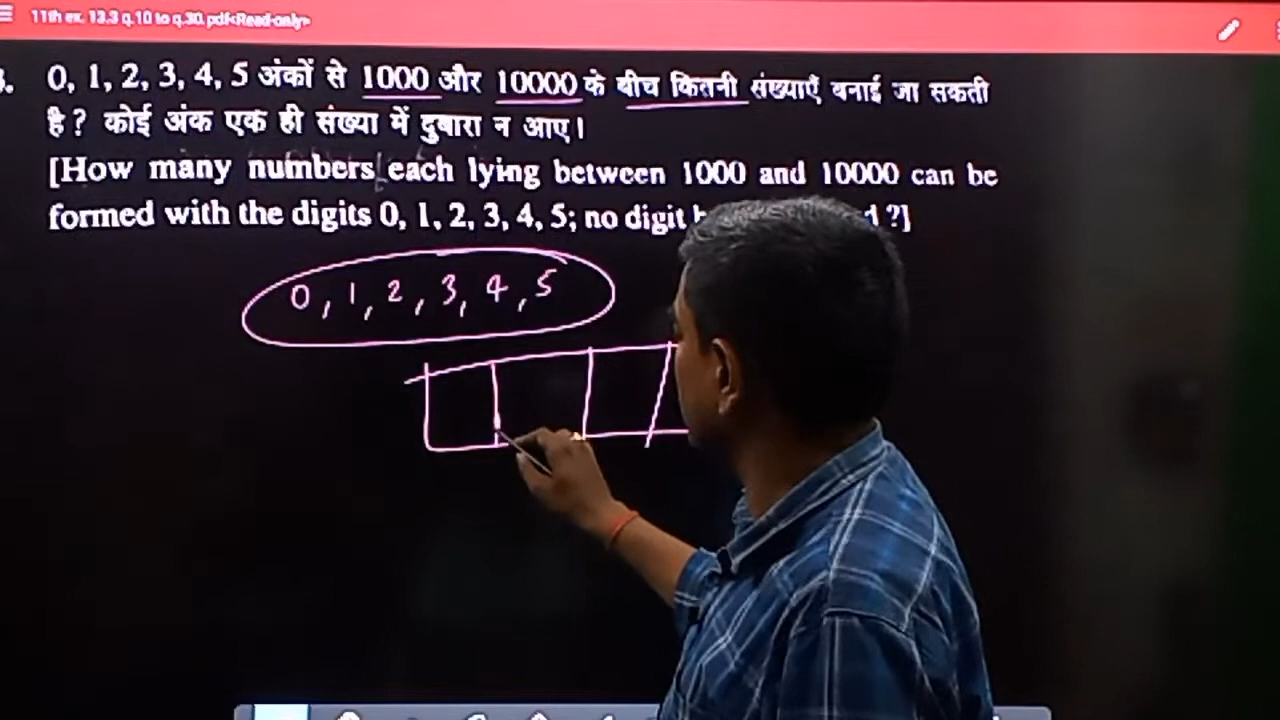 11th ex. 13.3 q.10 to q.30.pdf<Read-only>
0, 1, 2, 3, 4, 5 अंकों से 1000 और 10000 के बीच कितनी संख्याएँ बनाई जा सकती
है? कोई अंक एक ही संख्या में दुबारा न आए।
[How many numbers each lying between 1000 and 10000 can be
formed with the digits 0, 1, 2, 3, 4, 5; no digit ?]
0, 1, 2, 3, 4, 5